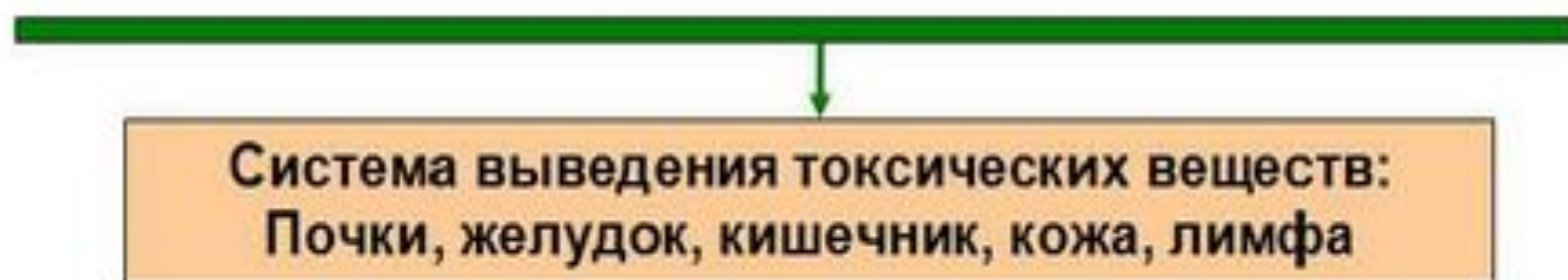 Система выведения токсических веществ:
Почки, желудок, кишечник, кожа, лимфа